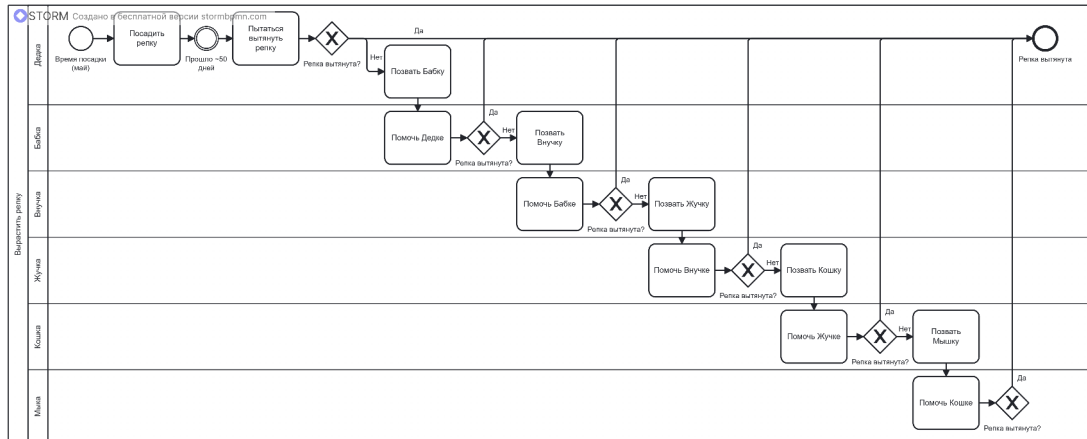 STORM Создано в бесплатной версии stormbpmn.com
Вырастить репку
Дедка
Время посадки
(май)
Посадить
репку
Прошло ~50
дней
Пытаться
вытянуть
репку
Репка вытянута?
Да
Нет
Позвать Бабку
Репка вытянута
Бабка
Помочь Дедке
Репка вытянута?
Да
Нет
Позвать
Внучку
Внучка
Помочь Бабке
Репка вытянута?
Да
Нет
Позвать Жучку
Жучка
Помочь Внучке
Репка вытянута?
Да
Нет
Позвать Кошку
Кошка
Помочь Жучке
Репка вытянута?
Да
Нет
Позвать
Мышку
Мыка
Помочь Кошке
Репка вытянута?
Да